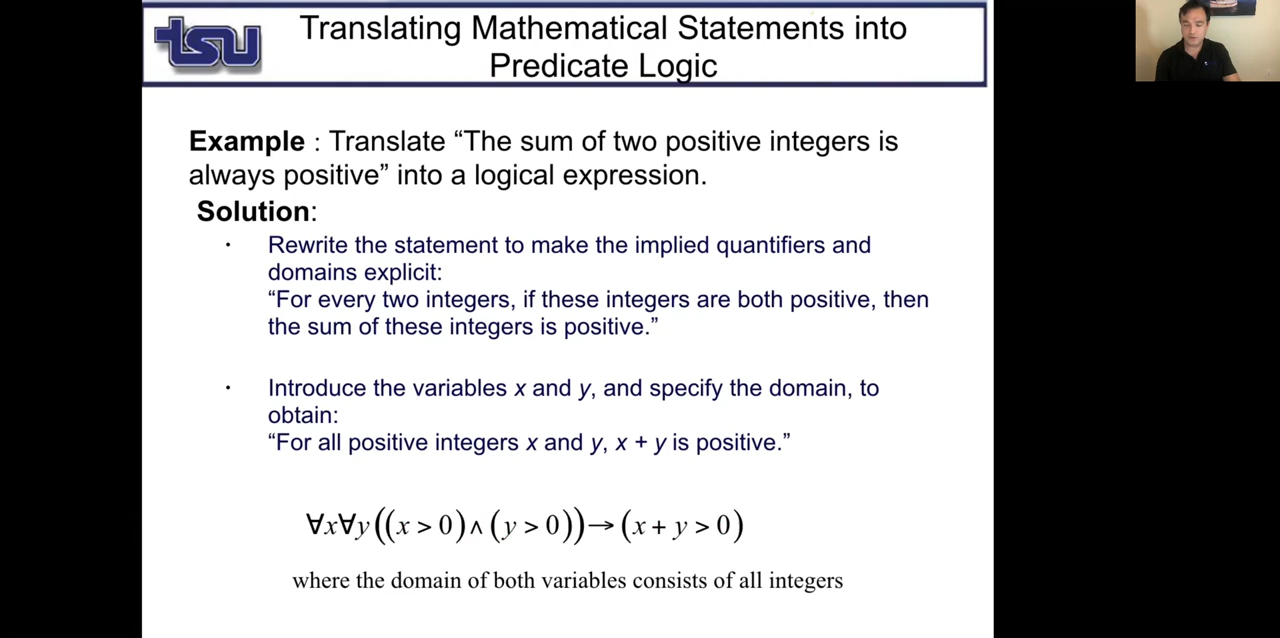 tsu
Translating Mathematical Statements into
Predicate Logic
Example : Translate “The sum of two positive integers is
always positive” into a logical expression.
Solution:
· Rewrite the statement to make the implied quantifiers and
domains explicit:
“For every two integers, if these integers are both positive, then
the sum of these integers is positive.”
· Introduce the variables x and y, and specify the domain, to
obtain:
“For all positive integers x and y, x + y is positive.”
∀x∀y((x > 0)∧(y > 0))→(x + y > 0)
where the domain of both variables consists of all integers